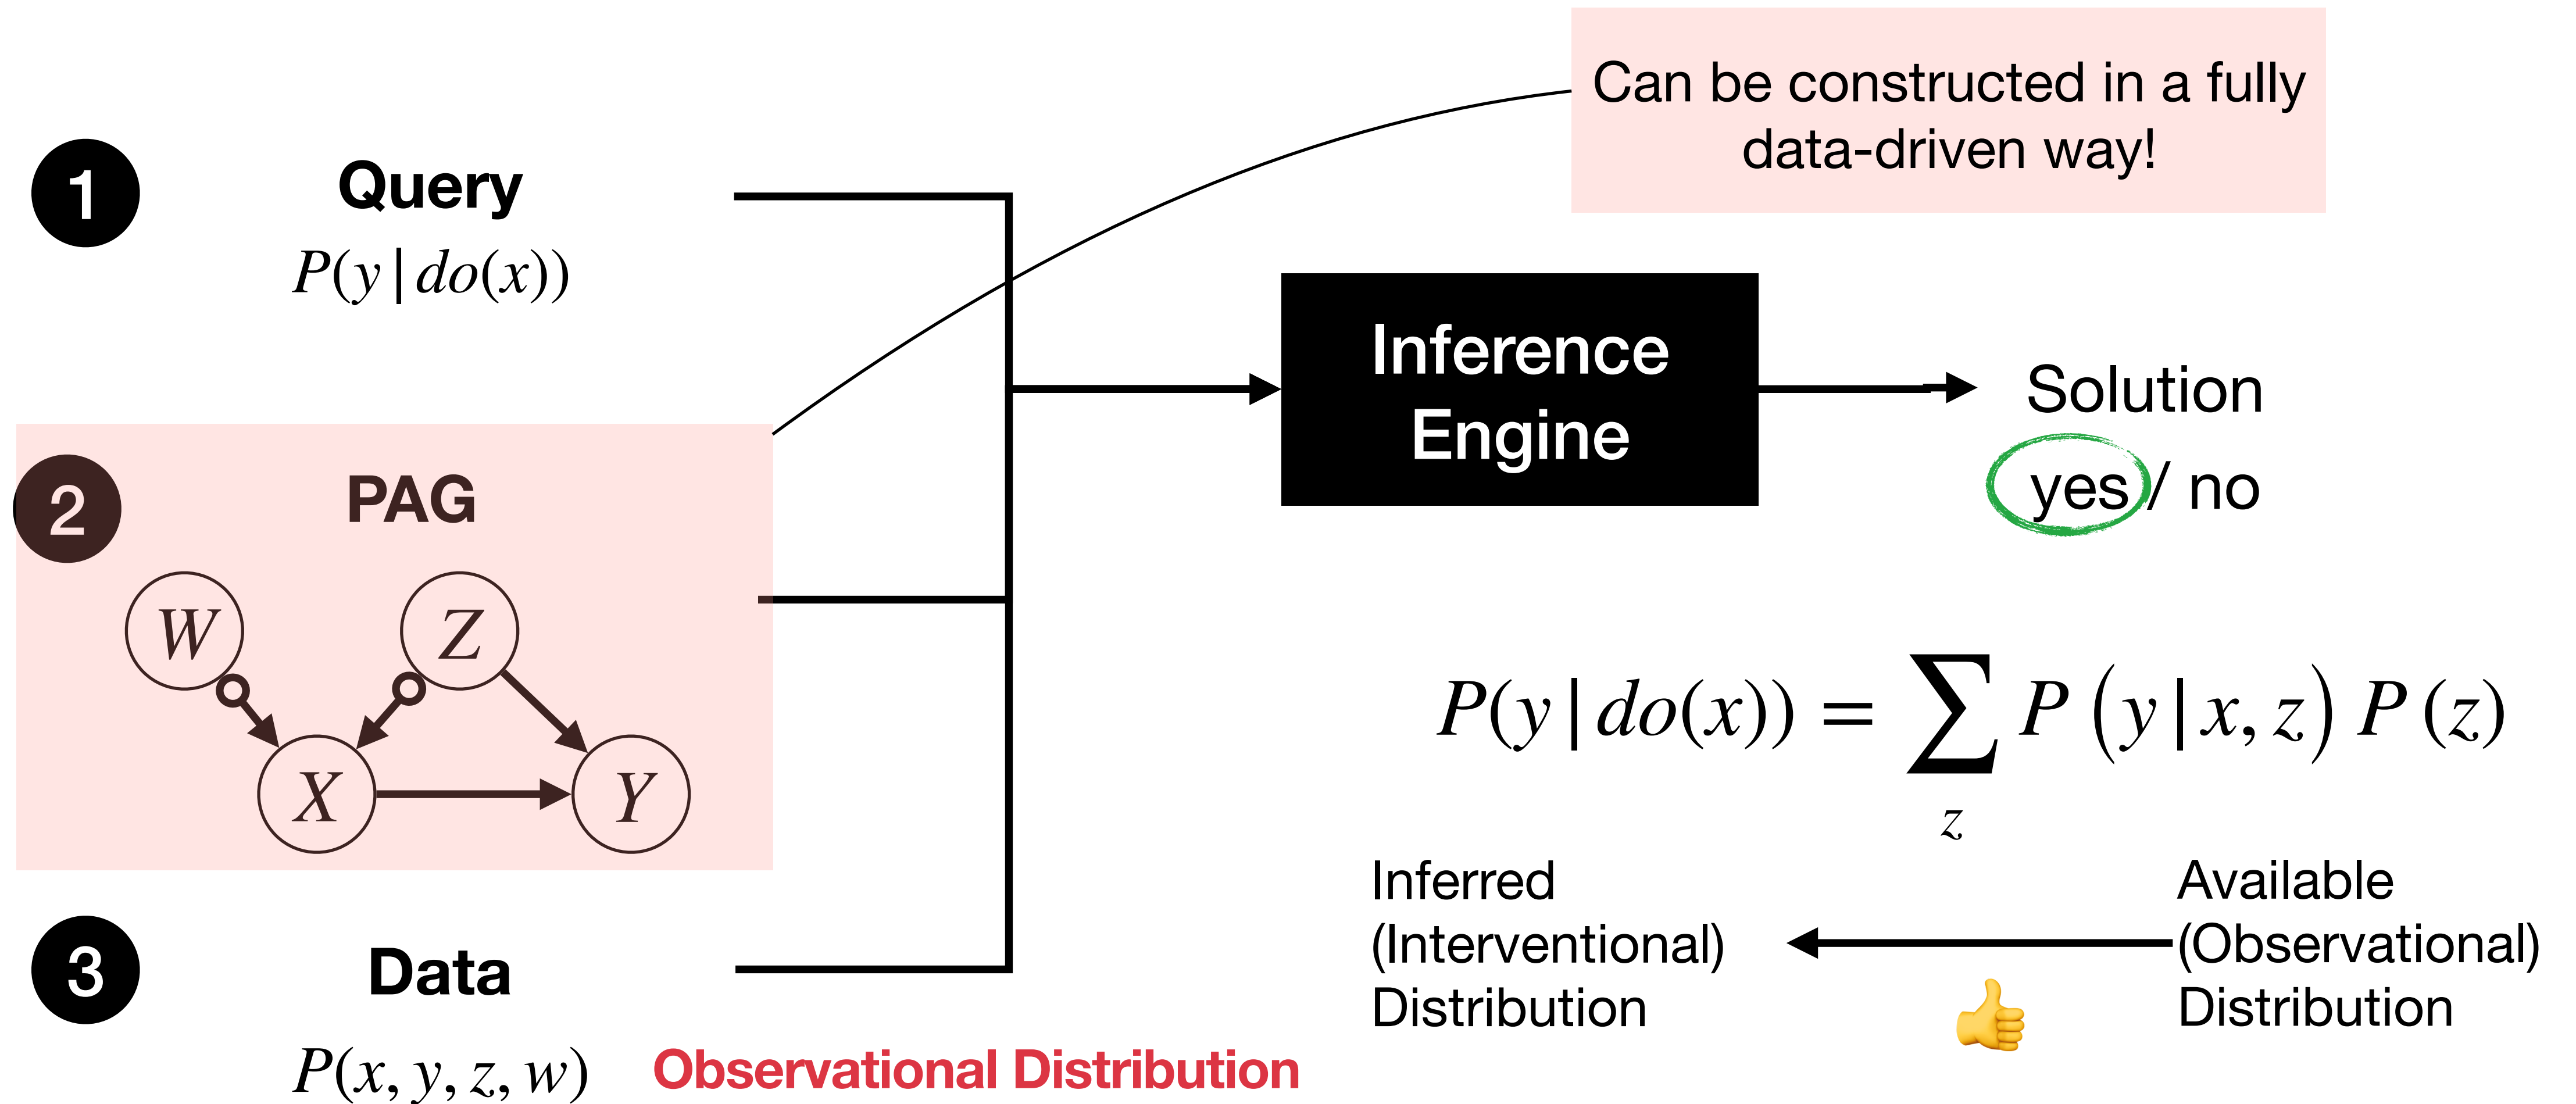 Can be constructed in a fully
data-driven way!
1
Query
P(y | do(x))
2
PAG
W
Z
X
Y
3
Data
P(x, y, z, w)
Observational Distribution
Inference
Engine
Solution
yes / no
P(y | do(x)) = ∑ P (y | x, z) P (z)
z
Inferred
(Interventional)
Distribution
Available
(Observational)
Distribution